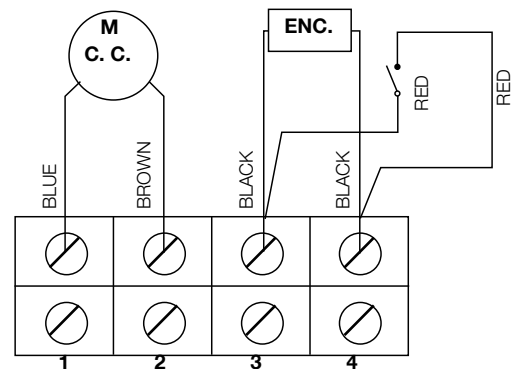 M
C. C.
ENC.
RED
RED
BLUE
BROWN
BLACK
BLACK
1 2 3 4